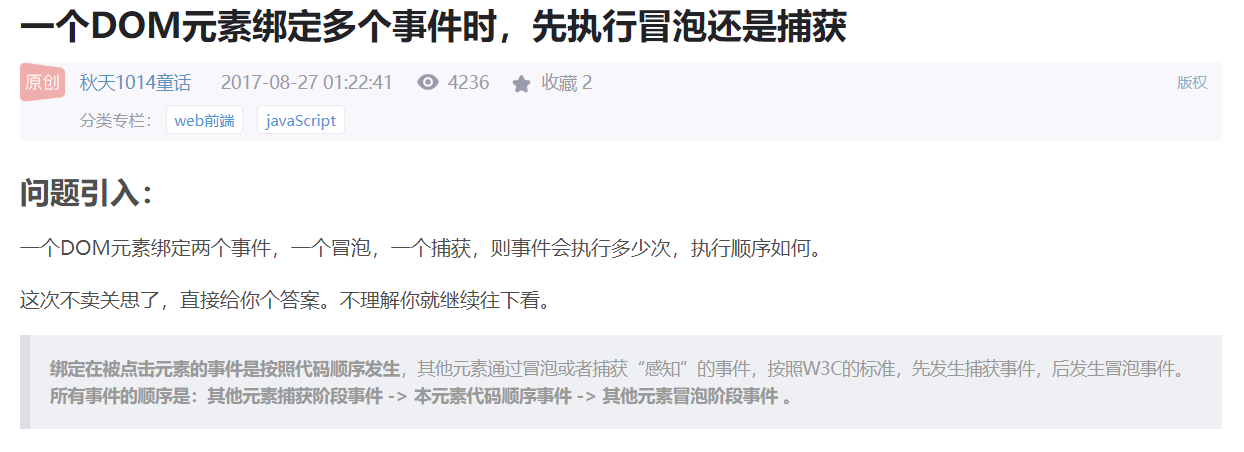 一个DOM元素绑定多个事件时，先执行冒泡还是捕获
原创 秋天1014童话 2017-08-27 01:22:41 4236 收藏 2 版权
分类专栏： web前端 javaScript
问题引入：
一个DOM元素绑定两个事件，一个冒泡，一个捕获，则事件会执行多少次，执行顺序如何。
这次不卖关思了，直接给你个答案。不理解你就继续往下看。
绑定在被点击元素的事件是按照代码顺序发生，其他元素通过冒泡或者捕获“感知”的事件，按照W3C的标准，先发生捕获事件，后发生冒泡事件。
所有事件的顺序是：其他元素捕获阶段事件 -> 本元素代码顺序事件 -> 其他元素冒泡阶段事件 。